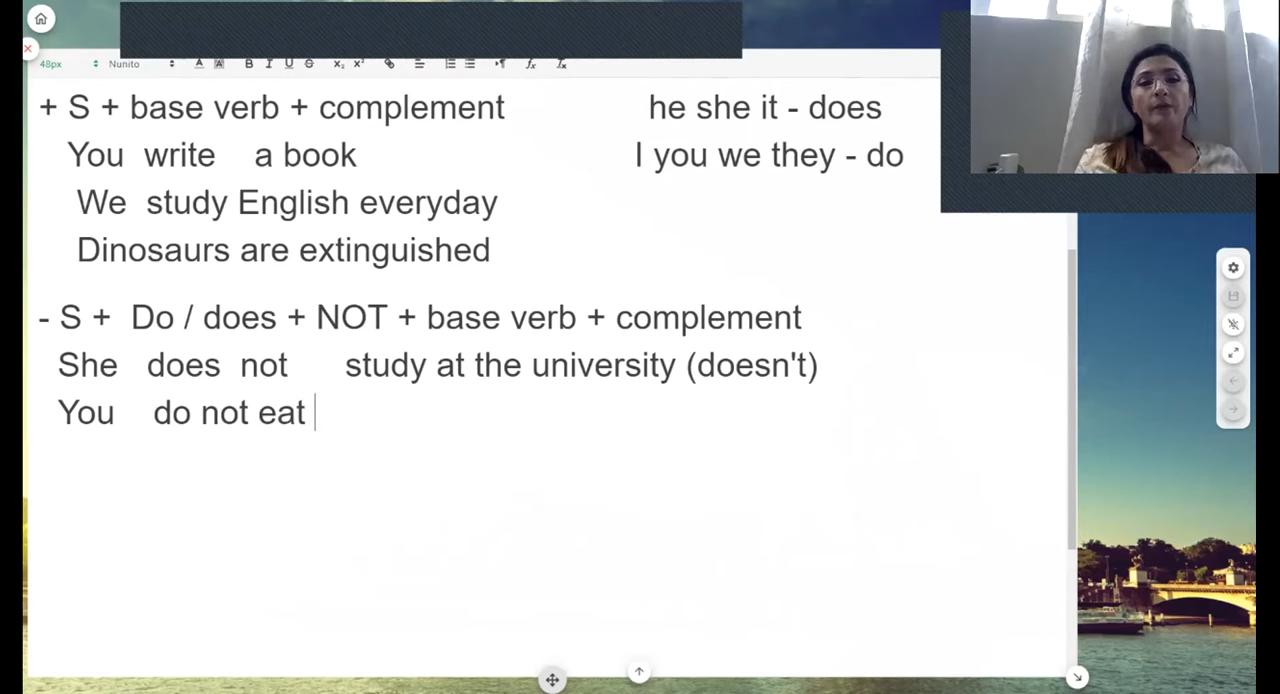 48px Nunito
+ S + base verb + complement
he she it - does
You write a book
I you we they - do
We study English everyday
Dinosaurs are extinguished
- S + Do / does + NOT + base verb + complement
She does not study at the university (doesn't)
You do not eat